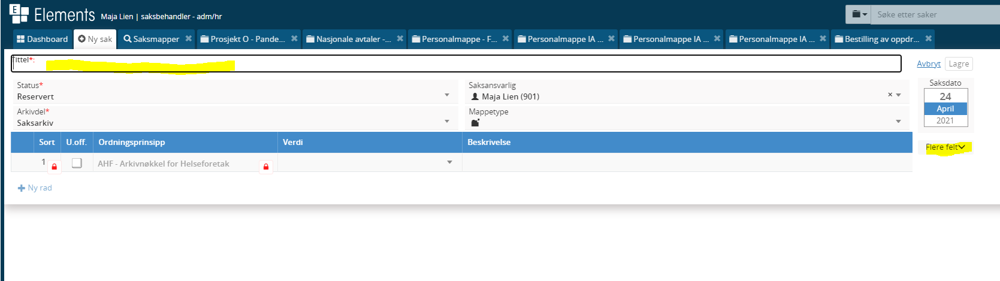 E Elements Maja Lien | saksbehandler - adm/hr Søke etter saker
Dashboard Ny sak Saksmapper Prosjekt O - Pande... Nasjonale avtaler -... Personalmappe - F... Personalmappe IA ... Personalmappe IA ... Personalmappe IA ... Bestilling av oppdr...
Tittel*: Avbryt Lagre
Status* Saksansvarlig Saksdato
Reservert Maja Lien (901) × 24
Arkivdel* Mappetype April
Saksarkiv 2021
Sort U.off. Ordningsprinsipp Verdi Beskrivelse Flere felt
1 AHF - Arkivnøkkel for Helseforetak
Ny rad